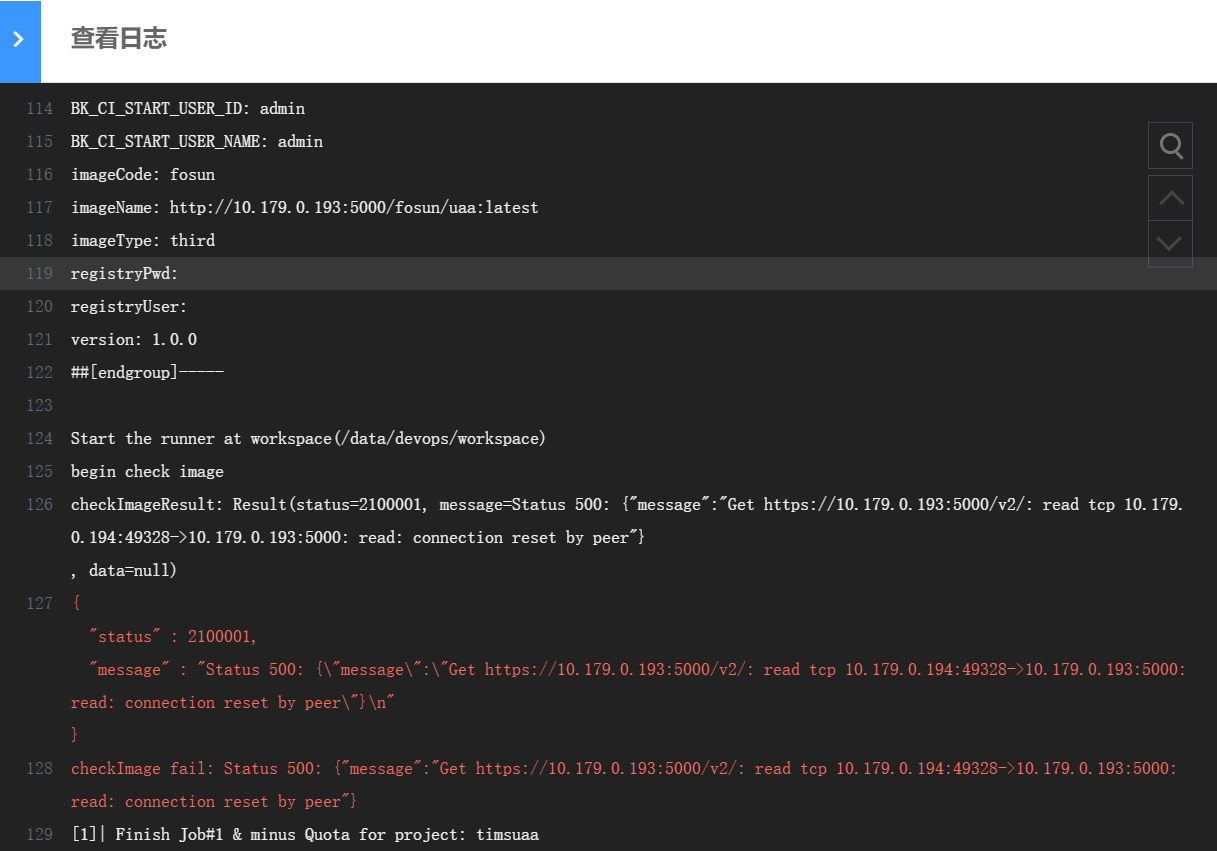 查看日志
114 BK_CI_START_USER_ID: admin
115 BK_CI_START_USER_NAME: admin
116 imageCode: fosun
117 imageName: http://10.179.0.193:5000/fosun/uaa:latest
118 imageType: third
119 registryPwd:
120 registryUser:
121 version: 1.0.0
122 ##[endgroup]-----
123
124 Start the runner at workspace(/data/devops/workspace)
125 begin check image
126 checkImageResult: Result(status=2100001, message=Status 500: {"message":"Get https://10.179.0.193:5000/v2/: read tcp 10.179.
0.194:49328->10.179.0.193:5000: read: connection reset by peer"}
, data=null)
127 {
"status" : 2100001,
"message" : "Status 500: {\"message\":\"Get https://10.179.0.193:5000/v2/: read tcp 10.179.0.194:49328->10.179.0.193:5000:
read: connection reset by peer\"}\n"
}
128 checkImage fail: Status 500: {"message":"Get https://10.179.0.193:5000/v2/: read tcp 10.179.0.194:49328->10.179.0.193:5000:
read: connection reset by peer"}
129 [1]| Finish Job#1 & minus Quota for project: timsuaa